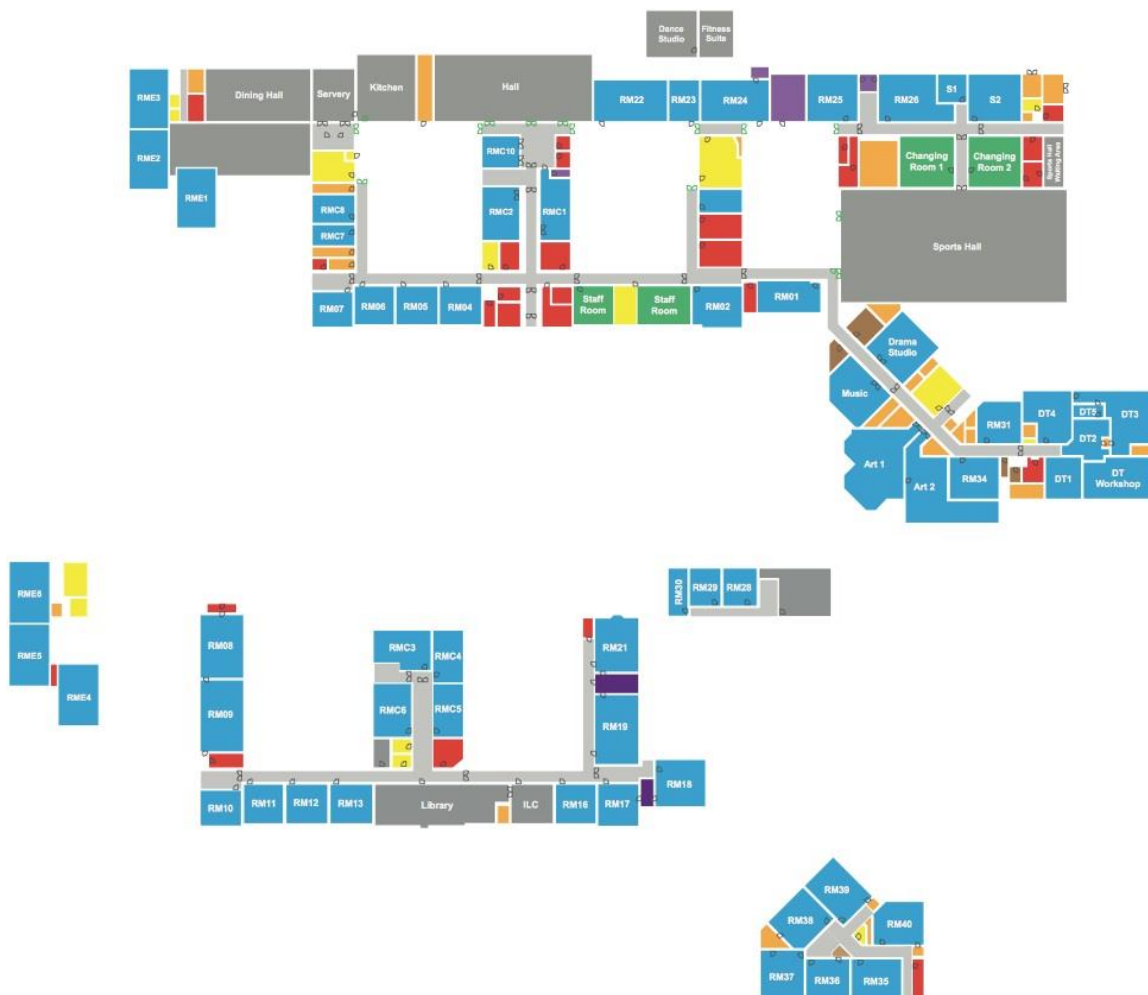 Dance
Studio
Fitness
Suite
RME3
Dining Hall
Servery
Kitchen
Hall
RM22
RM23
RM24
RM25
RM26
S1
S2
RME2
RME1
RMC10
RMC8
RMC7
RMC2
RMC1
Changing
Room 1
Changing
Room 2
Sports Hall
Waiting Area
Sports Hall
RM07
RM06
RM05
RM04
Staff
Room
Staff
Room
RM02
RM01
Drama
Studio
Music
Art 1
Art 2
RM31
RM34
DT4
DT5
DT3
DT2
DT1
DT
Workshop
RME6
RME5
RME4
RM08
RM09
RMC3
RMC4
RMC6
RMC5
RM21
RM19
RM30
RM29
RM28
RM10
RM11
RM12
RM13
Library
ILC
RM16
RM17
RM18
RM39
RM38
RM40
RM37
RM36
RM35